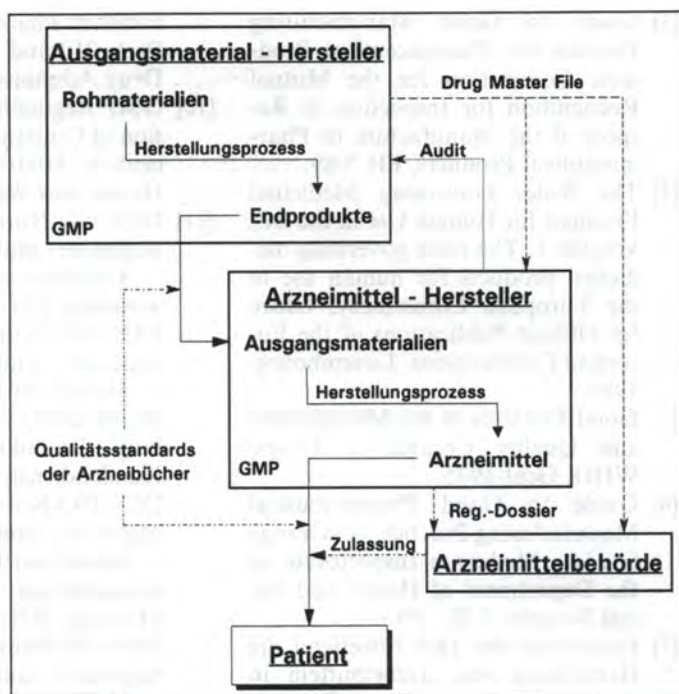 Ausgangsmaterial - Hersteller
Rohmaterialien
Drug Master File
Herstellungsprozess
Audit
Endprodukte
GMP
Arzneimittel - Hersteller
Ausgangsmaterialien
Herstellungsprozess
Qualitätsstandards
der Arzneibücher
GMP
Arzneimittel
Reg.-Dossier
Zulassung
Arzneimittelbehörde
Patient